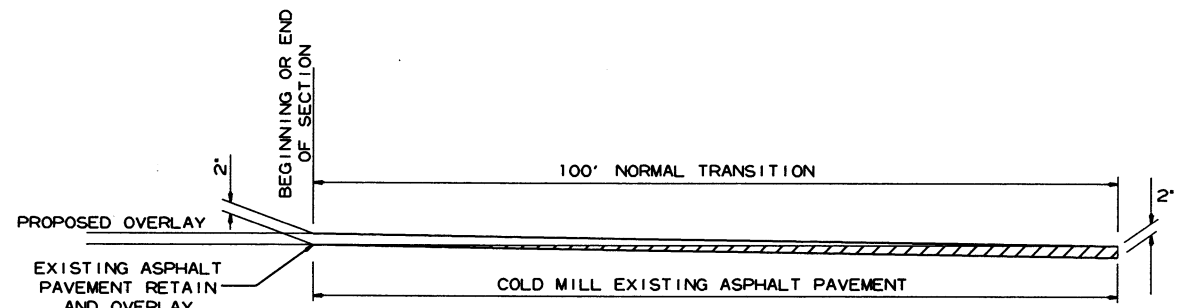 BEGINNING OR END
OF SECTION
2"
100' NORMAL TRANSITION
2"
PROPOSED OVERLAY
EXISTING ASPHALT
PAVEMENT RETAIN
AND OVERLAY
COLD MILL EXISTING ASPHALT PAVEMENT